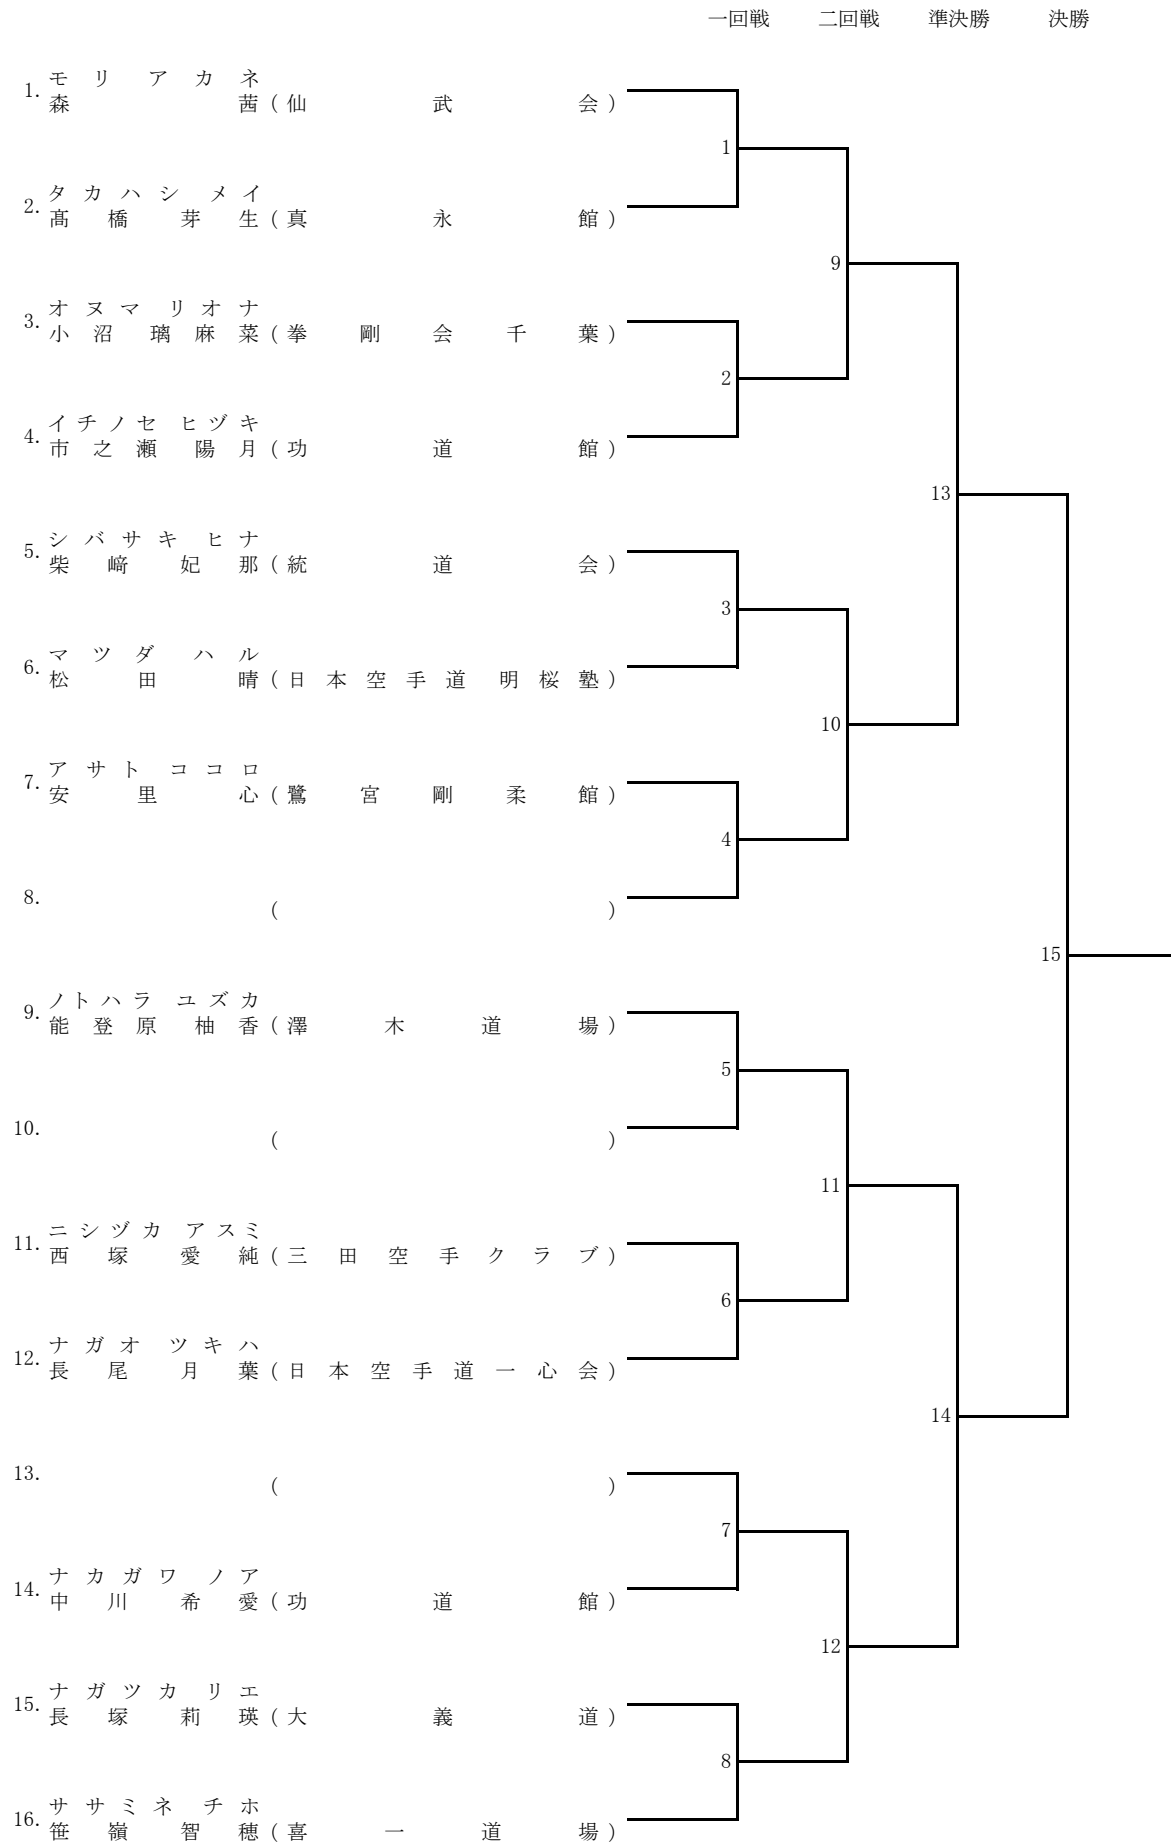 一回戦 二回戦 準決勝 決勝
モリ アカネ
1. 森 茜 (仙武会)
1
タカハシ メイ
2. 髙橋 芽生 (真永館)
9
オヌマ リオナ
3. 小沼 璃麻菜 (拳剛会千葉)
2
イチノセ ヒヅキ
4. 市之瀬 陽月 (功道館)
13
シバサキ ヒナ
5. 柴﨑 妃那 (統道会)
3
マツダ ハル
6. 松田 晴 (日本空手道 明桜塾)
10
アサト ココロ
7. 安里 心 (鷺宮剛柔館)
4
8. ( )
15
ノトハラ ユズカ
9. 能登原 柚香 (澤木道場)
5
10. ( )
11
ニシヅカ アスミ
11. 西塚 愛純 (三田空手クラブ)
6
ナガオ ツキハ
12. 長尾 月葉 (日本空手道一心会)
14
13. ( )
7
ナカガワ ノア
14. 中川 希愛 (功道館)
12
ナガツカ リエ
15. 長塚 莉瑛 (大義道)
8
ササミネ チホ
16. 笹嶺 智穂 (喜一道場)